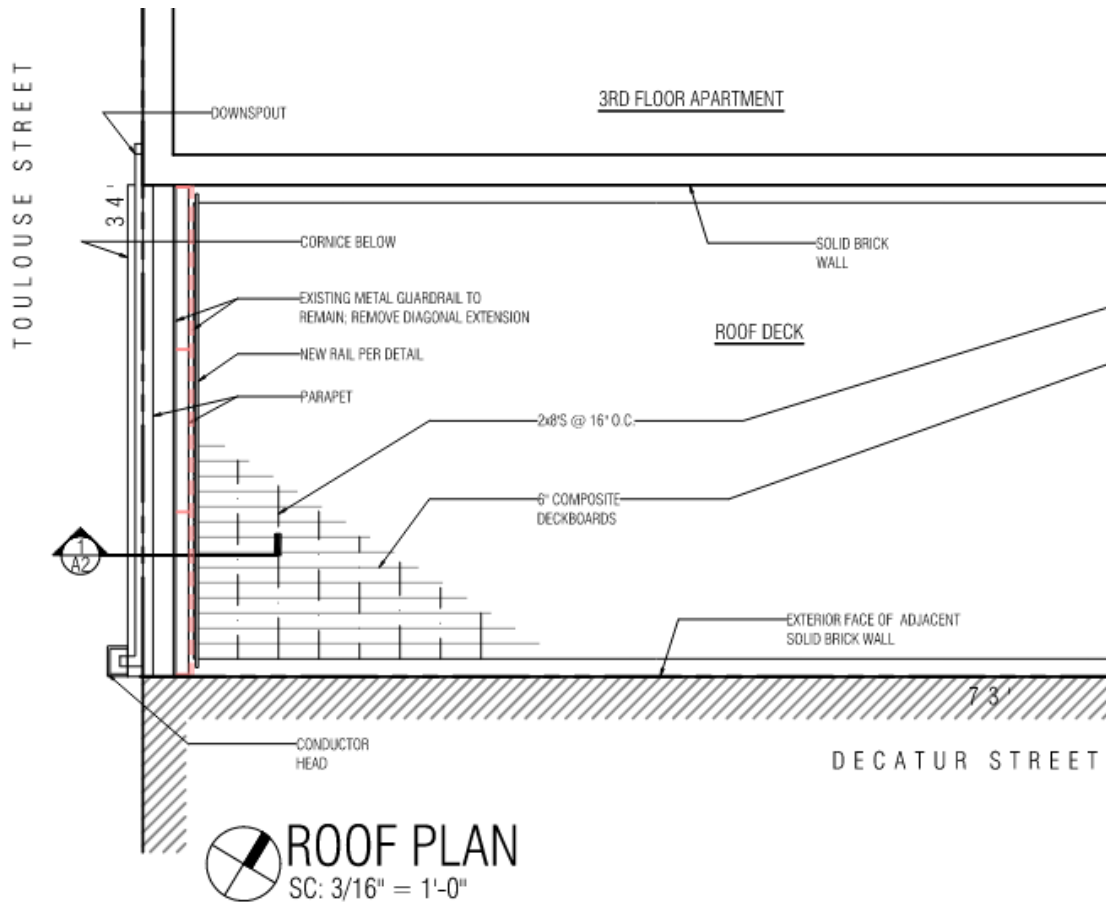 TOULOUSE STREET
DOWNSPOUT
3RD FLOOR APARTMENT
34'
CORNICE BELOW
SOLID BRICK
WALL
EXISTING METAL GUARDRAIL TO
REMAIN; REMOVE DIAGONAL EXTENSION
ROOF DECK
NEW RAIL PER DETAIL
PARAPET
2x8'S @ 16" O.C.
6" COMPOSITE
DECKBOARDS
1
A2
EXTERIOR FACE OF ADJACENT
SOLID BRICK WALL
73'
CONDUCTOR
HEAD
DECATUR STREET
ROOF PLAN
SC: 3/16" = 1'-0"